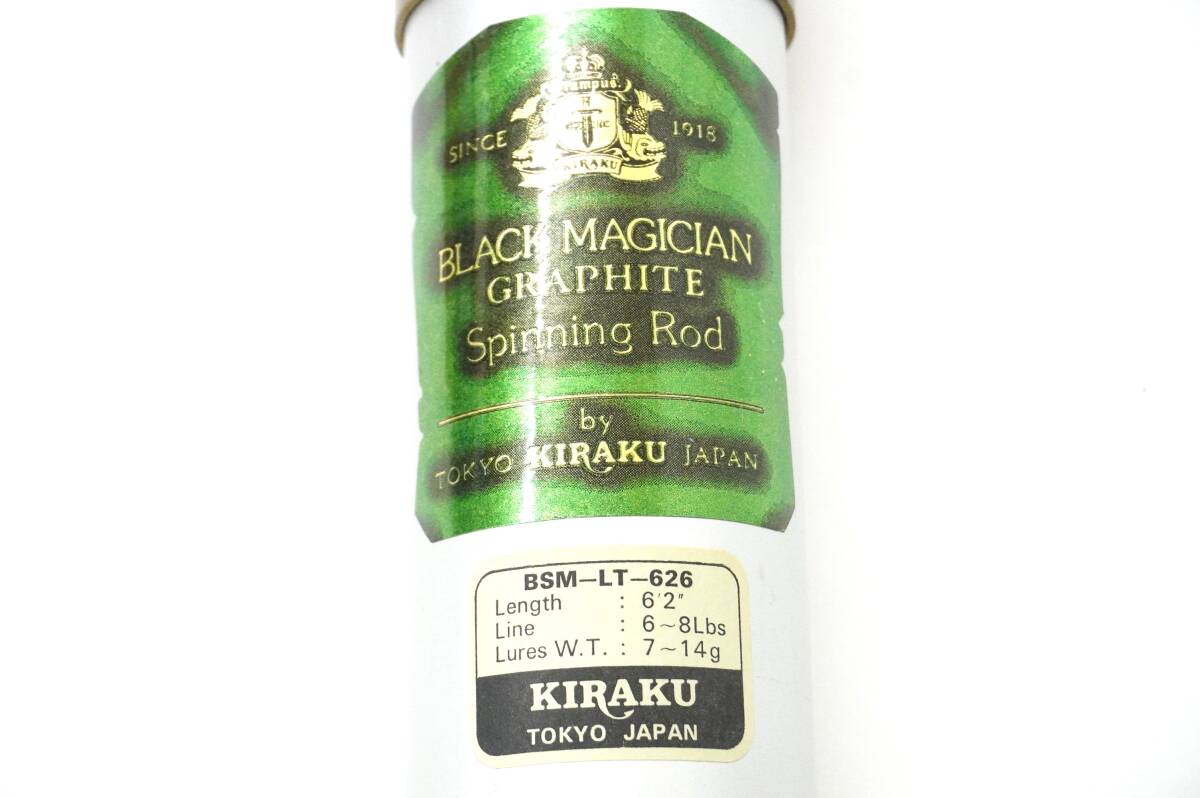 SINCE 1918
KIRAKU
BLACK MAGICIAN
GRAPHITE
Spinning Rod
by
TOKYO KIRAKU JAPAN
BSM-LT-626
Length : 6'2"
Line : 6~8Lbs
Lures W.T. : 7~14g
KIRAKU
TOKYO JAPAN